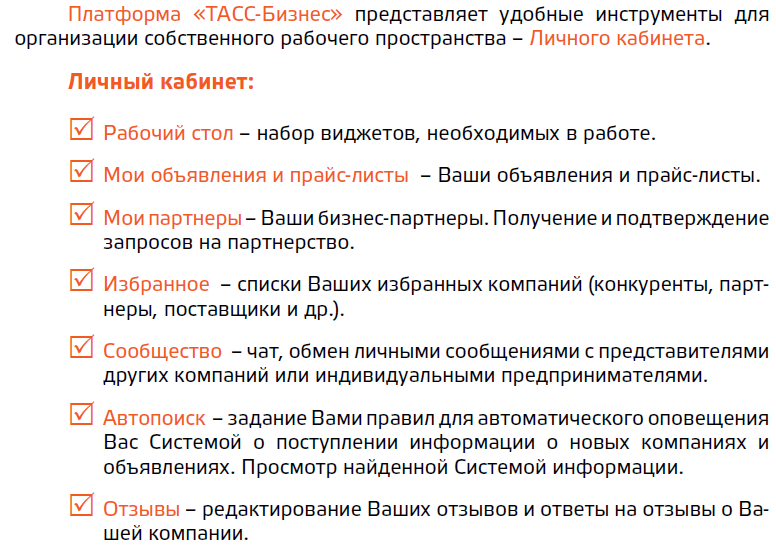 Платформа «ТАСС-Бизнес» представляет удобные инструменты для
организации собственного рабочего пространства – Личного кабинета.
Личный кабинет:
Рабочий стол – набор виджетов, необходимых в работе.
Мои объявления и прайс-листы – Ваши объявления и прайс-листы.
Мои партнеры – Ваши бизнес-партнеры. Получение и подтверждение
запросов на партнерство.
Избранное – списки Ваших избранных компаний (конкуренты, парт-
неры, поставщики и др.).
Сообщество – чат, обмен личными сообщениями с представителями
других компаний или индивидуальными предпринимателями.
Автопоиск – задание Вами правил для автоматического оповещения
Вас Системой о поступлении информации о новых компаниях и
объявлениях. Просмотр найденной Системой информации.
Отзывы – редактирование Ваших отзывов и ответы на отзывы о Ва-
шей компании.